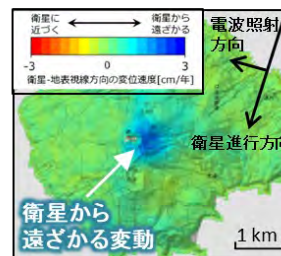 衛星に
近づく
衛星から
遠ざかる
-3
0
3
衛星-地表視線方向の変位速度[cm/年]
電波照射
方向
衛星進行方向
衛星から
遠ざかる変動
1 km